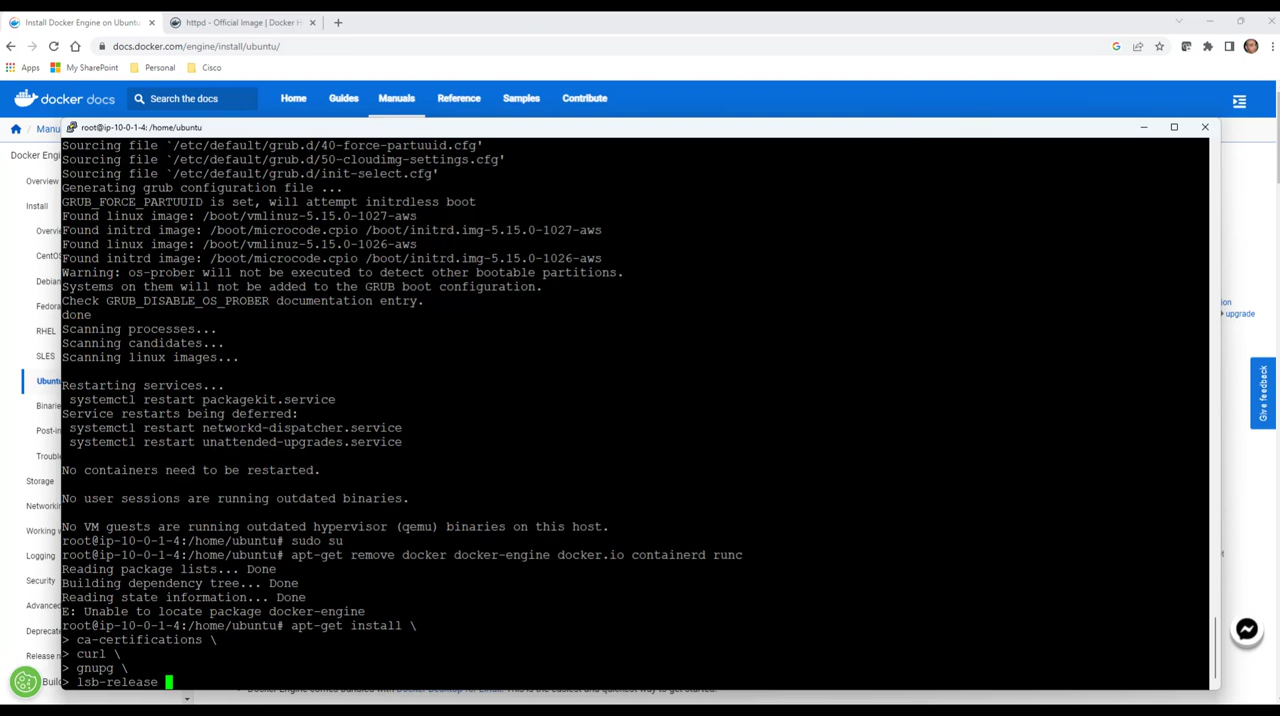 Install Docker Engine on Ubuntu
httpd - Official Image | Docker H
docs.docker.com/engine/install/ubuntu/
Apps My SharePoint Personal Cisco
docker docs Search the docs Home Guides Manuals Reference Samples Contribute
Manu
root@ip-10-0-1-4: /home/ubuntu
Docker Eng
Overview
Install
Overv
CentOS
Debian
Fedora
RHEL
SLES
Ubuntu
Binarie
Post-in
Trouble
Storage
Networkin
Working w
Logging
Security
Advanced
Deprecate
Buil
Sourcing file `/etc/default/grub.d/40-force-partuuid.cfg'
Sourcing file `/etc/default/grub.d/50-cloudimg-settings.cfg'
Sourcing file `/etc/default/grub.d/init-select.cfg'
Generating grub configuration file ...
GRUB_FORCE_PARTUUID is set, will attempt initrdless boot
Found linux image: /boot/vmlinuz-5.15.0-1027-aws
Found initrd image: /boot/microcode.cpio /boot/initrd.img-5.15.0-1027-aws
Found linux image: /boot/vmlinuz-5.15.0-1026-aws
Found initrd image: /boot/microcode.cpio /boot/initrd.img-5.15.0-1026-aws
Warning: os-prober will not be executed to detect other bootable partitions.
Systems on them will not be added to the GRUB boot configuration.
Check GRUB_DISABLE_OS_PROBER documentation entry.
done
Scanning processes...
Scanning candidates...
Scanning linux images...
Restarting services...
systemctl restart packagekit.service
Service restarts being deferred:
systemctl restart networkd-dispatcher.service
systemctl restart unattended-upgrades.service
No containers need to be restarted.
No user sessions are running outdated binaries.
No VM guests are running outdated hypervisor (qemu) binaries on this host.
root@ip-10-0-1-4:/home/ubuntu# sudo su
root@ip-10-0-1-4:/home/ubuntu# apt-get remove docker docker-engine docker.io containerd runc
Reading package lists... Done
Building dependency tree... Done
Reading state information... Done
E: Unable to locate package docker-engine
root@ip-10-0-1-4:/home/ubuntu# apt-get install \
> ca-certifications \
> curl \
> gnupg \
> lsb-release
ion
upgrade
Give feedback